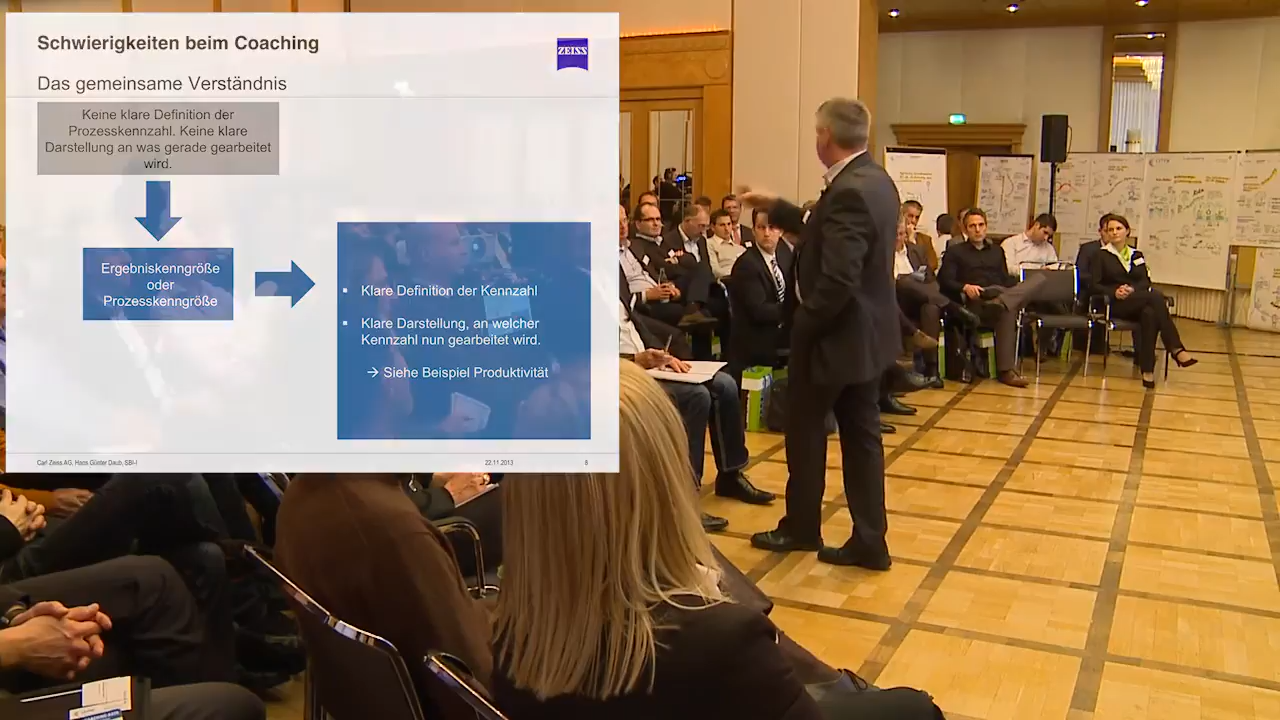 Schwierigkeiten beim Coaching
ZEISS
Das gemeinsame Verständnis
Keine klare Definition der
Prozesskennzahl. Keine klare
Darstellung an was gerade gearbeitet
wird.
Ergebniskenngröße
oder
Prozesskenngröße
▪ Klare Definition der Kennzahl
▪ Klare Darstellung, an welcher
Kennzahl nun gearbeitet wird.
→ Siehe Beispiel Produktivität
Carl Zeiss AG, Hans Günter Daub, SBI-I
22.11.2013
8